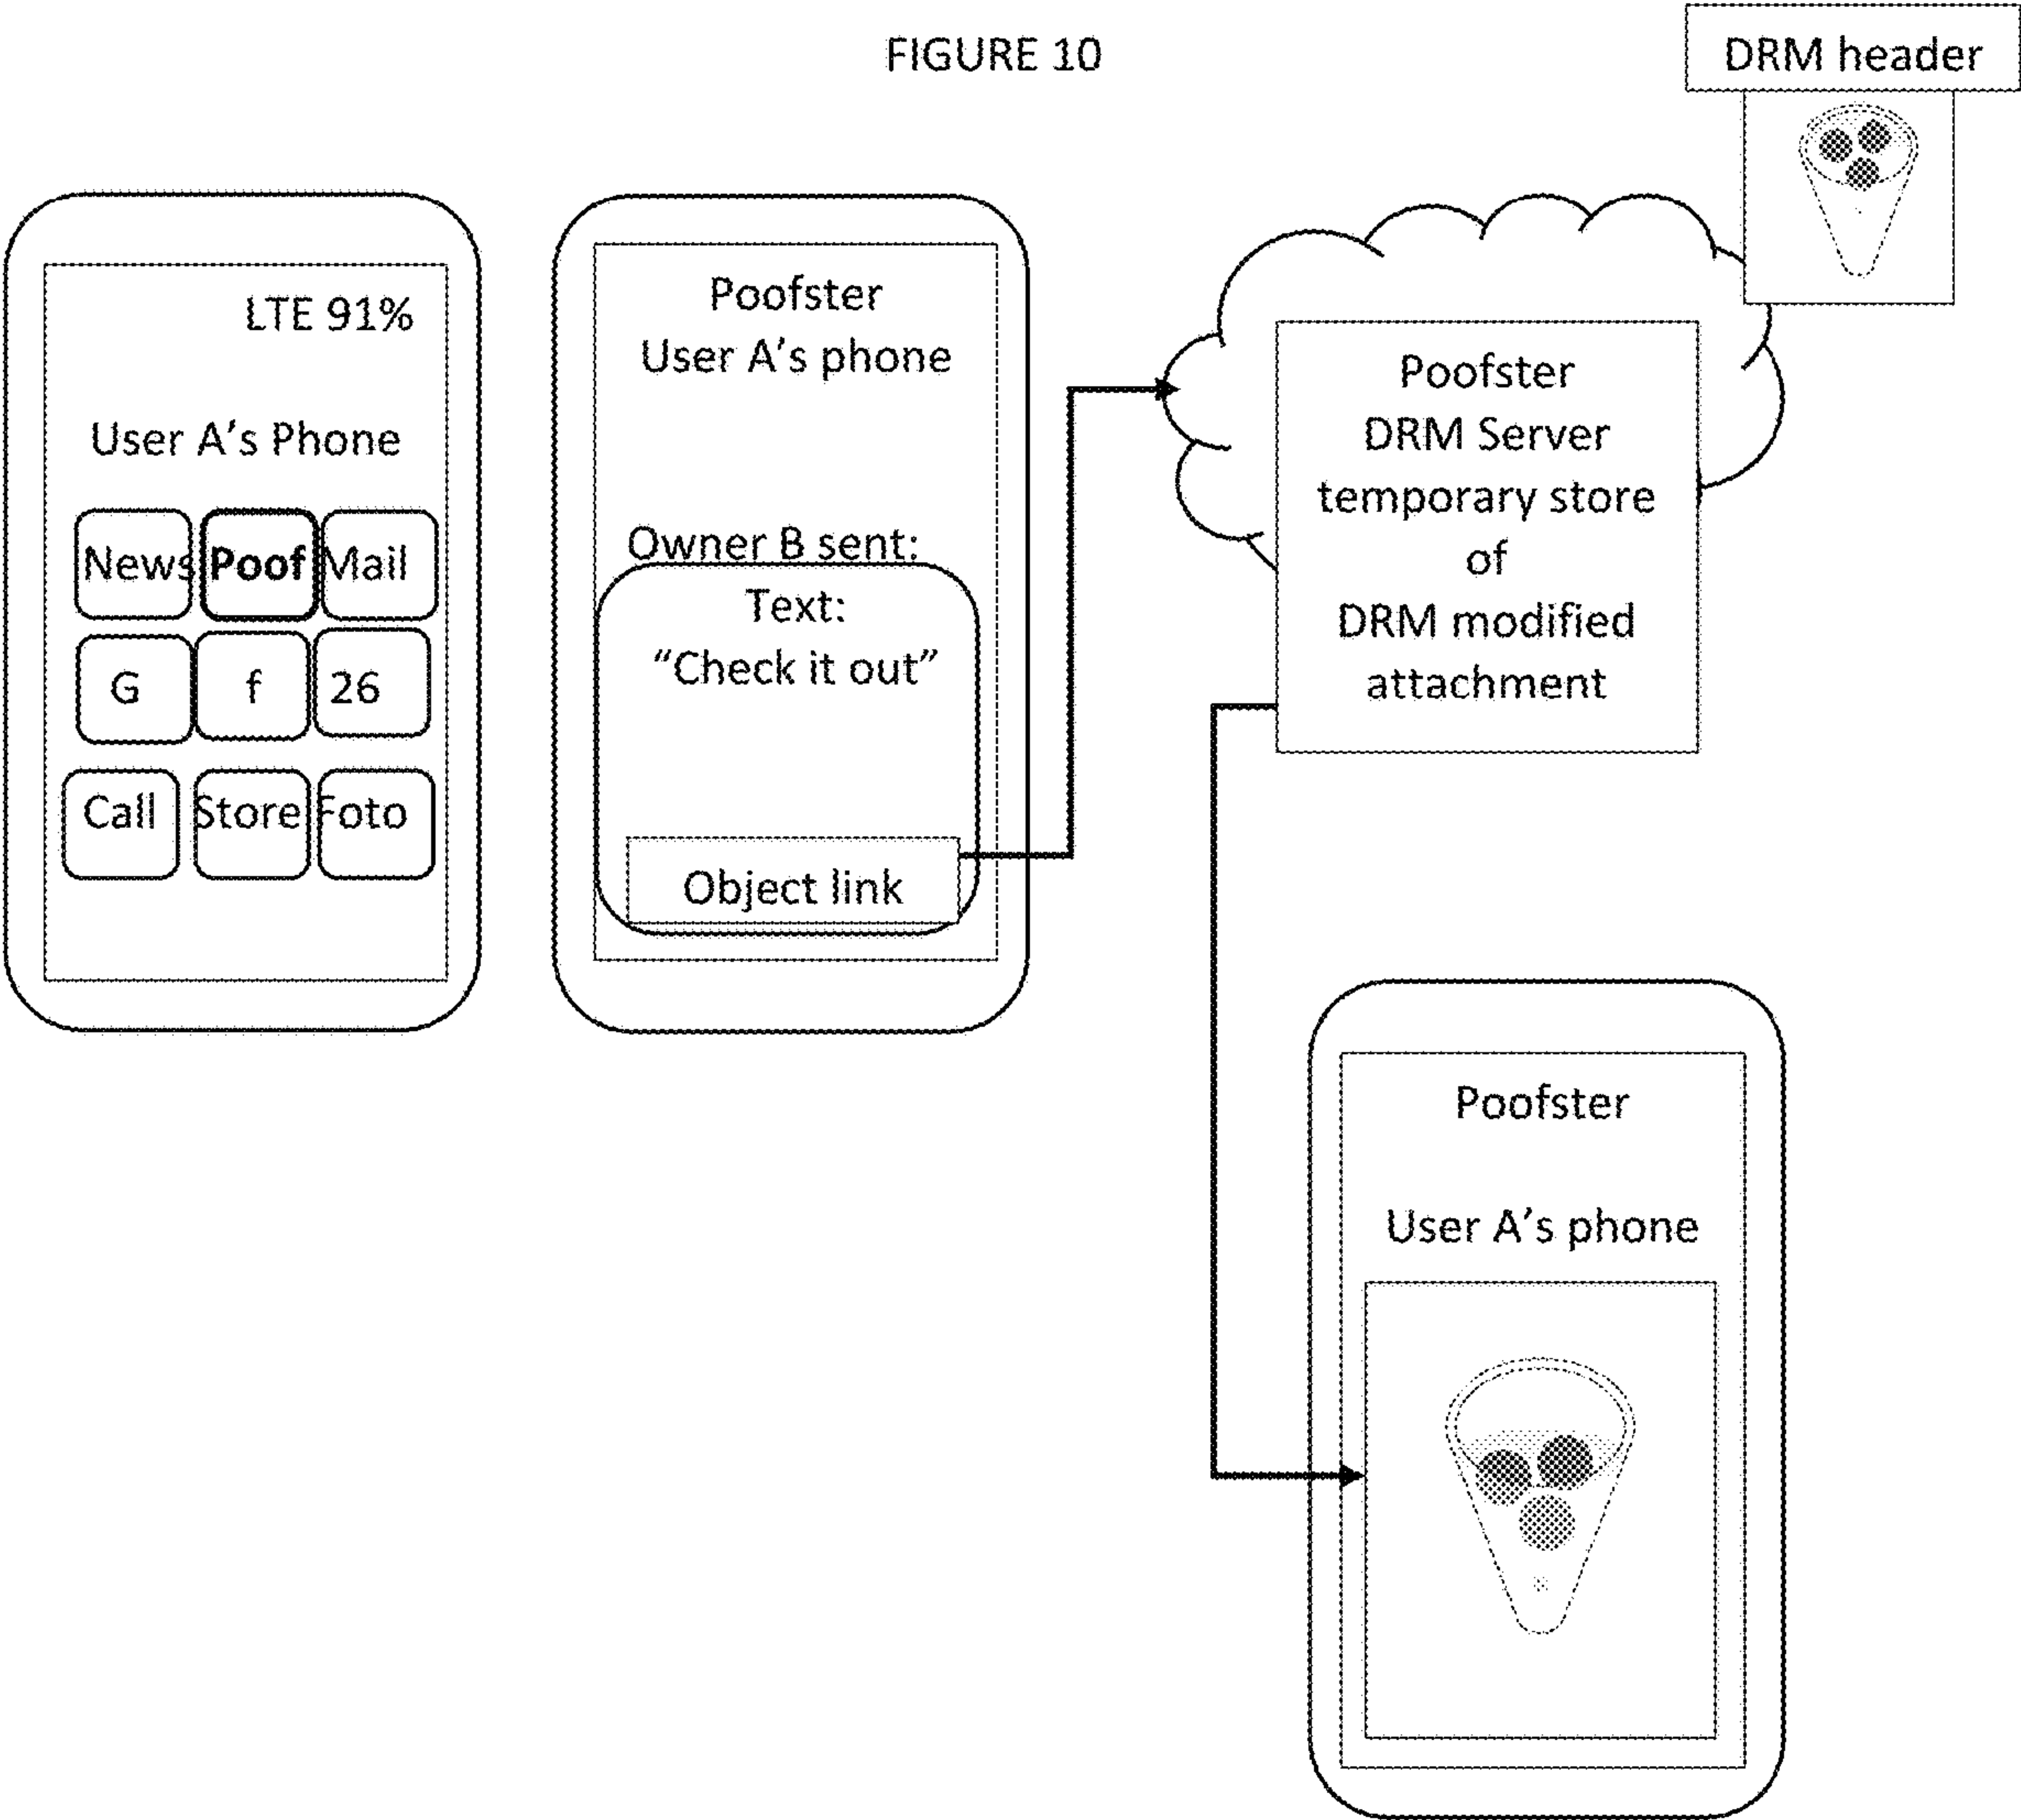 FIGURE 10
DRM header
LTE 91%
User A's Phone
News Poof Mail
G f 26
Call Store Foto
Poofster
User A's phone
Owner B sent:
Text:
“Check it out”
Object link
Poofster
DRM Server
temporary store
of
DRM modified
attachment
Poofster
User A's phone